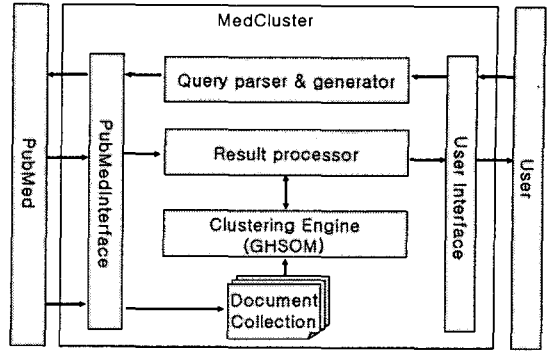 MedCluster
Query parser & generator
PubMed
PubMedInterface
Result processor
User Interface
User
Clustering Engine
(GHSOM)
Document
Collection